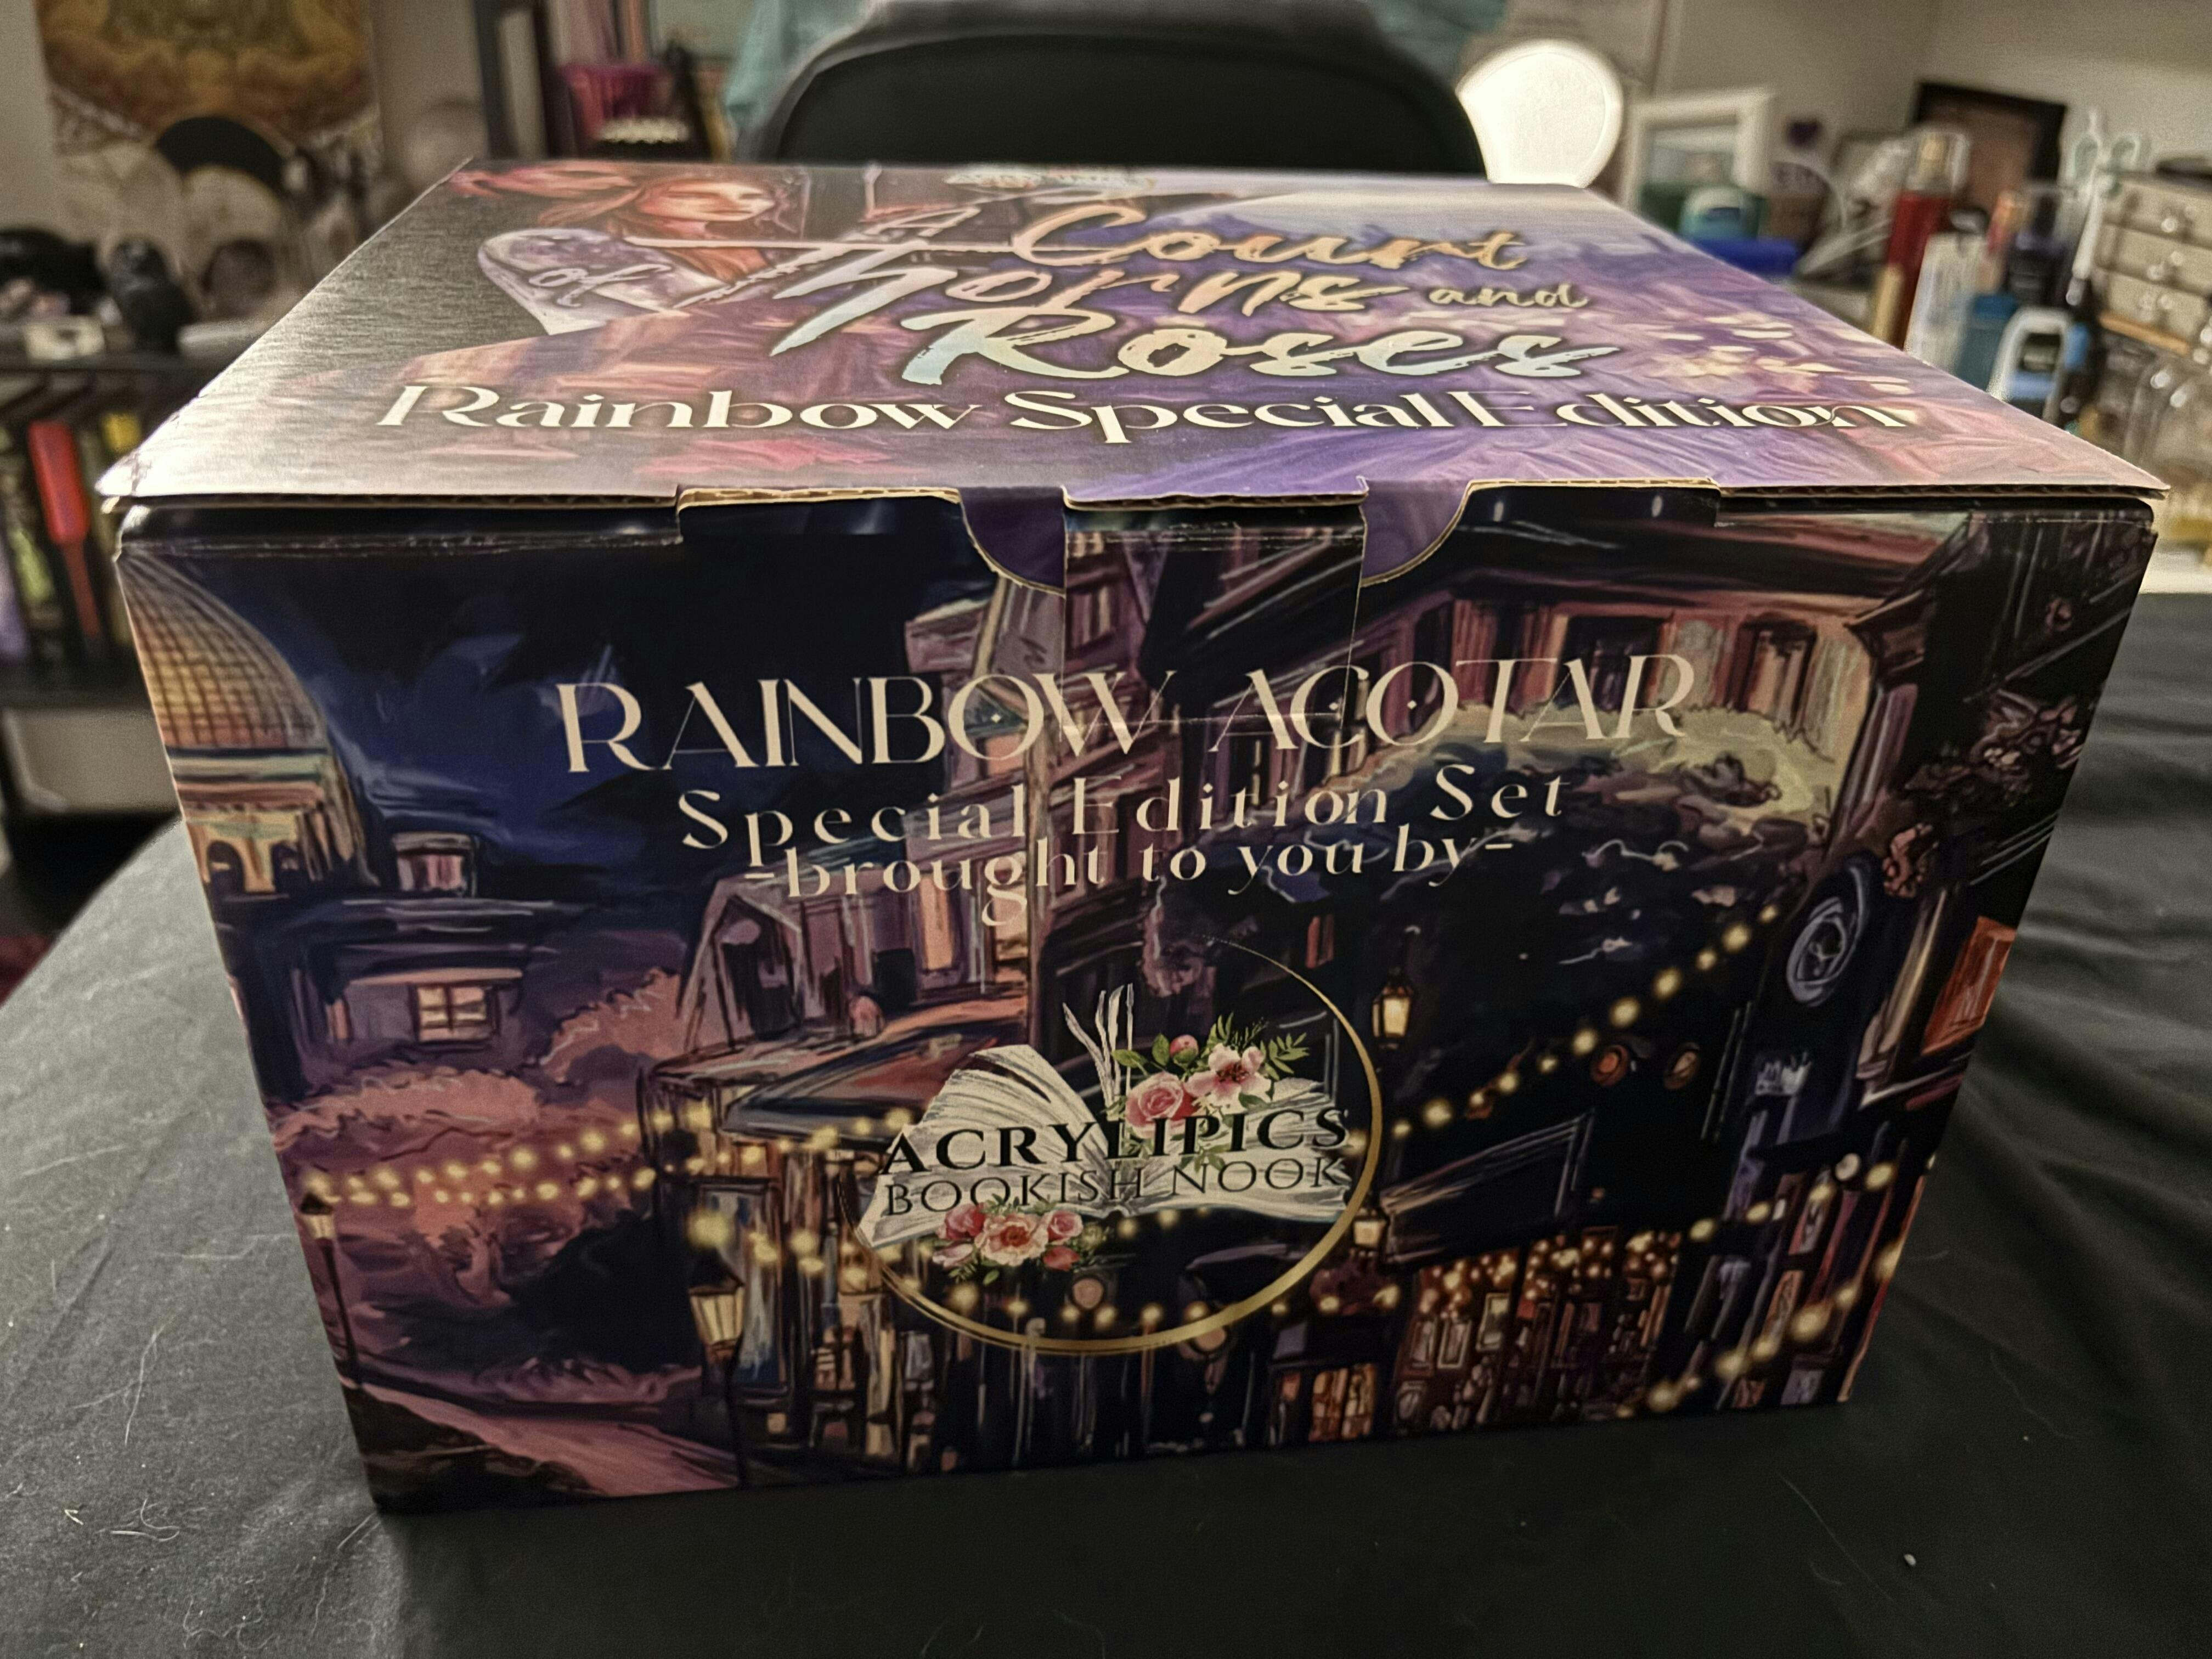 A Court
of Thorns and
Roses
Rainbow Special Edition
RAINBOW ACOTAR
Special Edition Set
-brought to you by-
ACRYLIPICS
BOOKISH NOOK